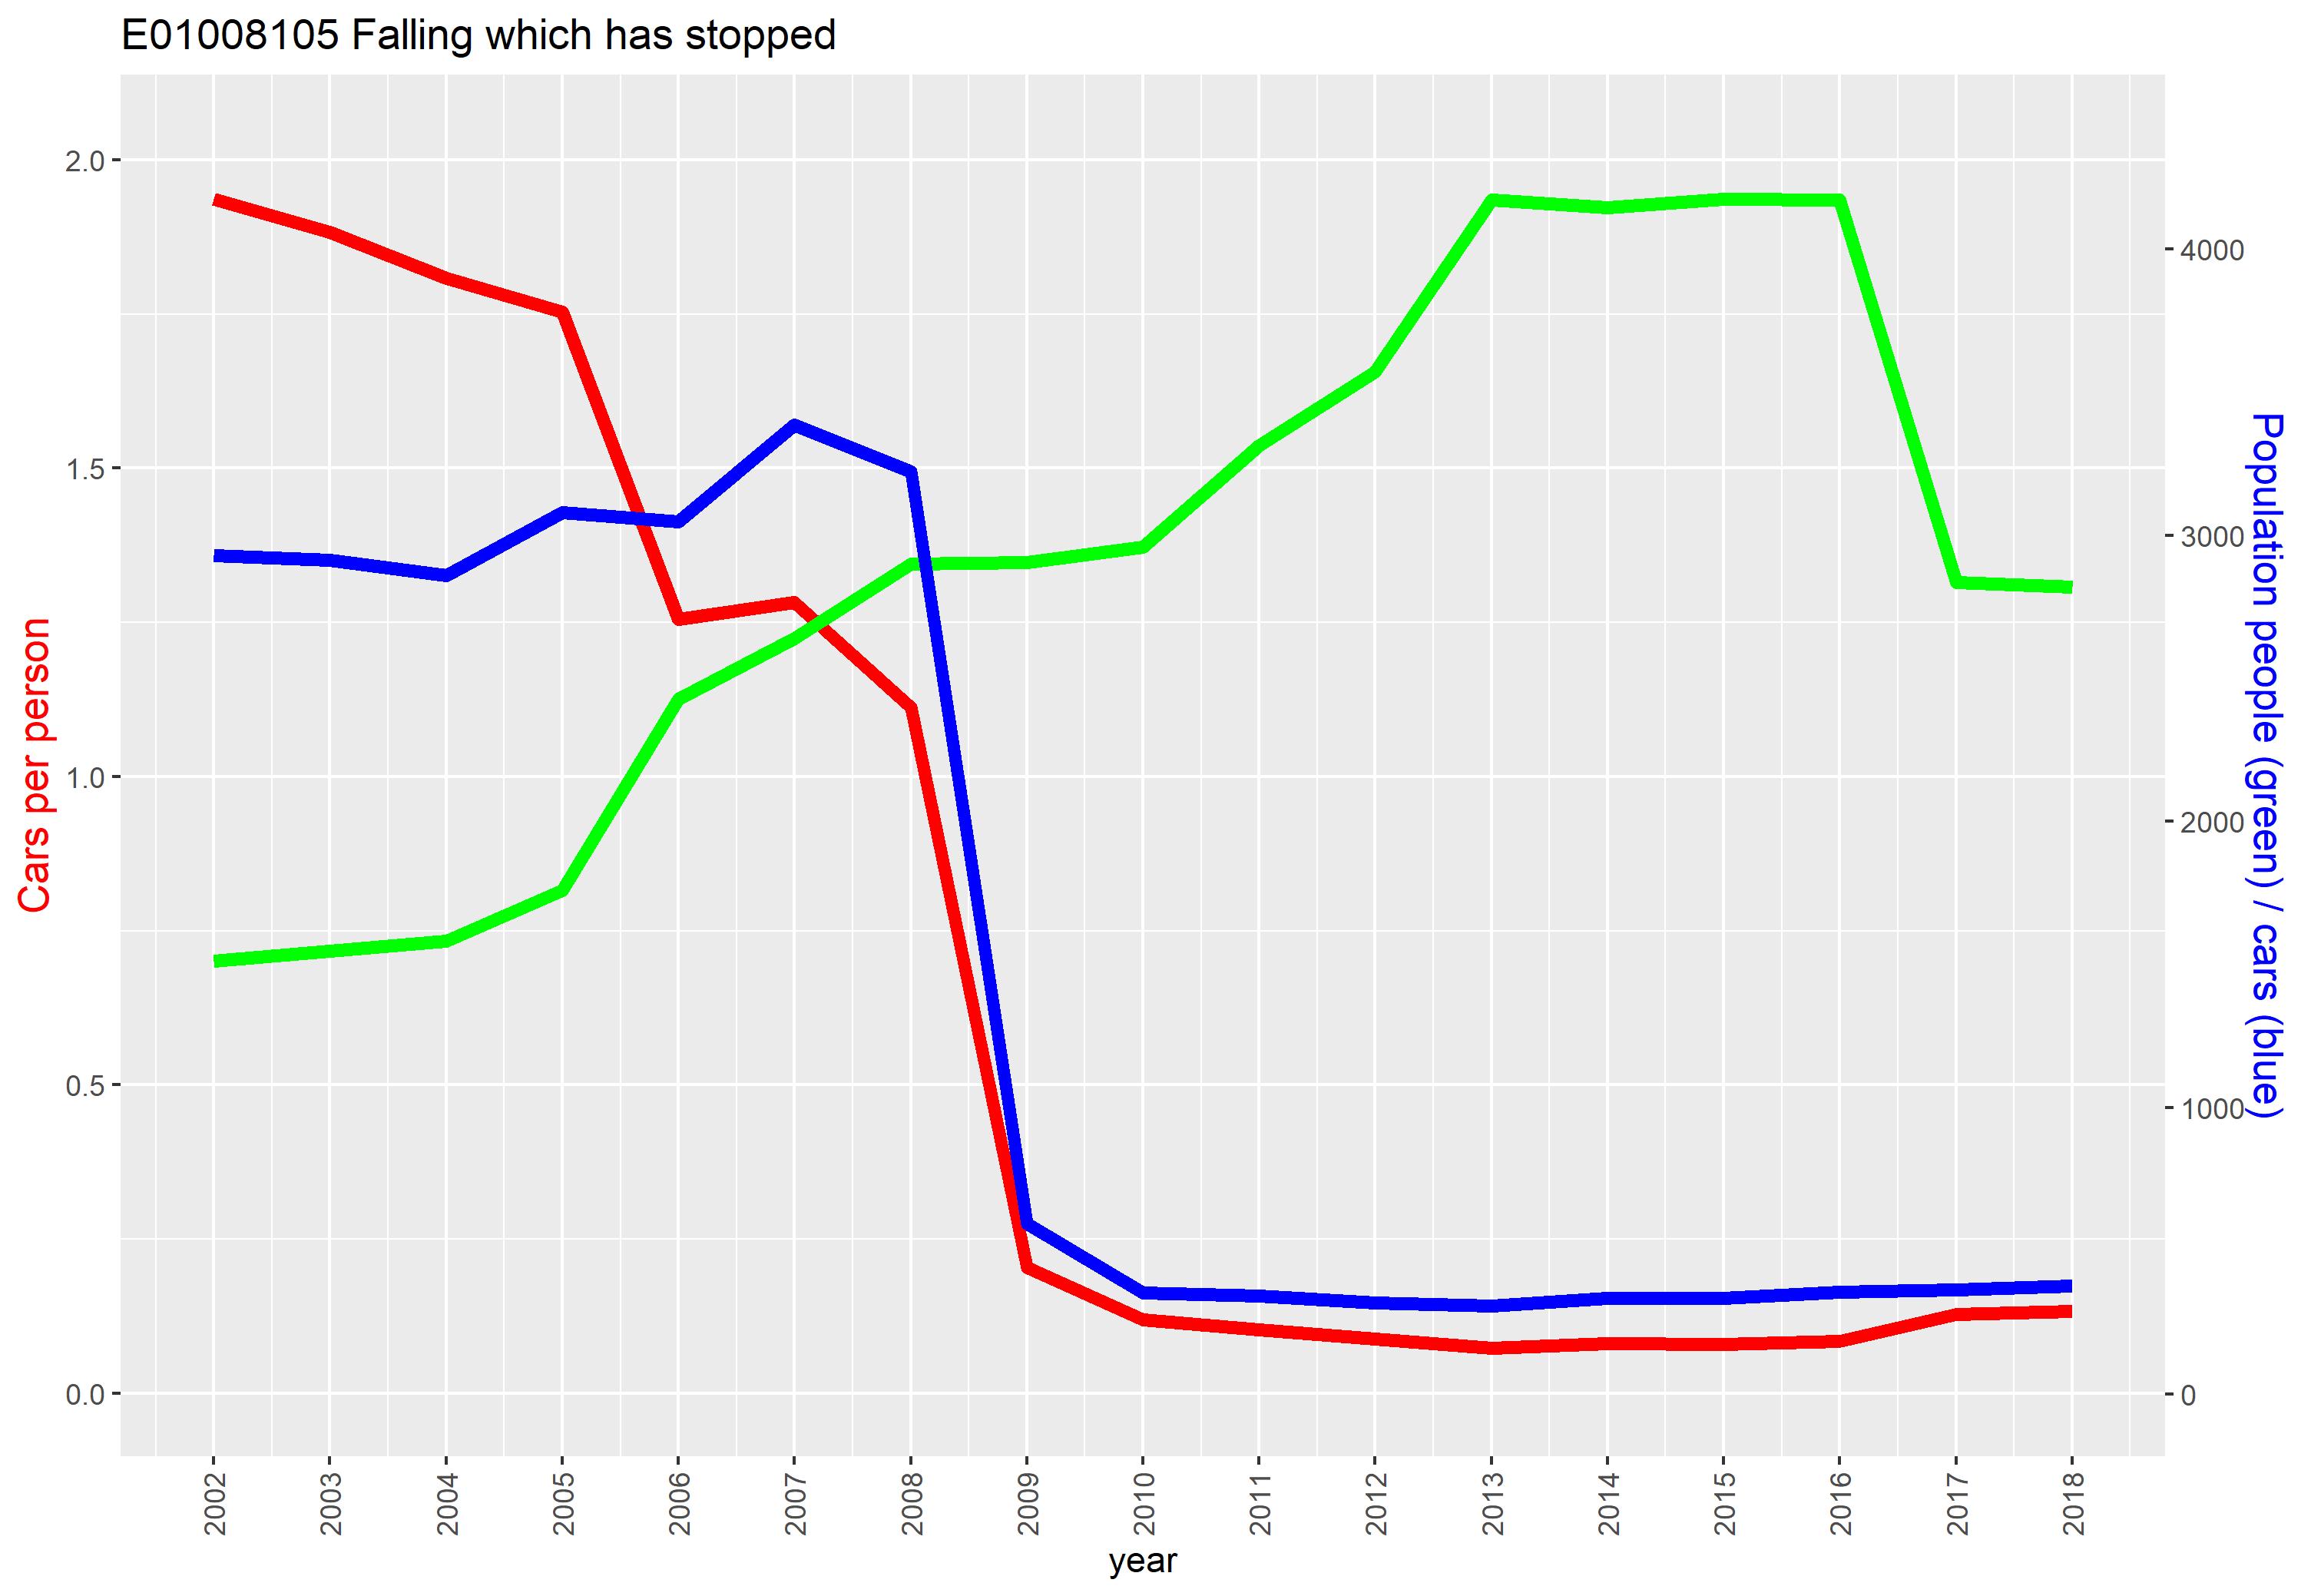 E01008105 Falling which has stopped
2.0
1.5
1.0
0.5
0.0
Cars per person
4000
3000
2000
1000
0
Population people (green) / cars (blue)
2002 2003 2004 2005 2006 2007 2008 2009 2010 2011 2012 2013 2014 2015 2016 2017 2018
year